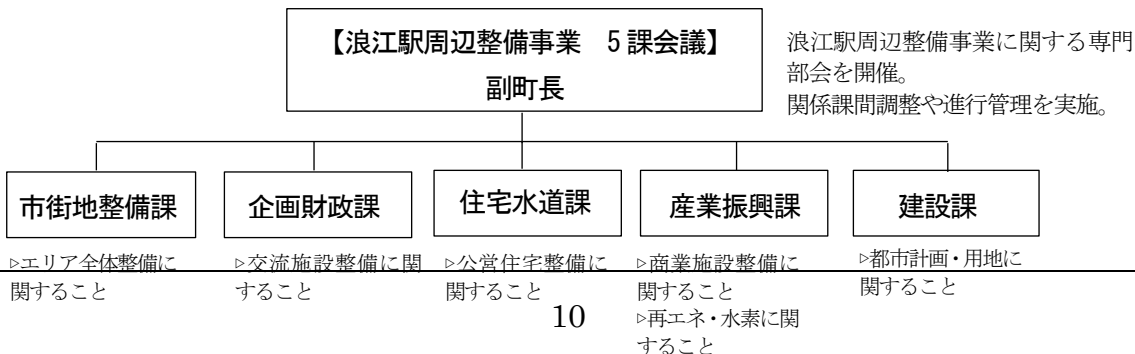 【浪江駅周辺整備事業　5課会議】
副町長
浪江駅周辺整備事業に関する専門
部会を開催。
関係課間調整や進行管理を実施。
市街地整備課
企画財政課
住宅水道課
産業振興課
建設課
▷エリア全体整備に
関すること
▷交流施設整備に関
すること
▷公営住宅整備に
関すること
▷商業施設整備に
関すること
▷再エネ・水素に関
すること
▷都市計画・用地に
関すること
10